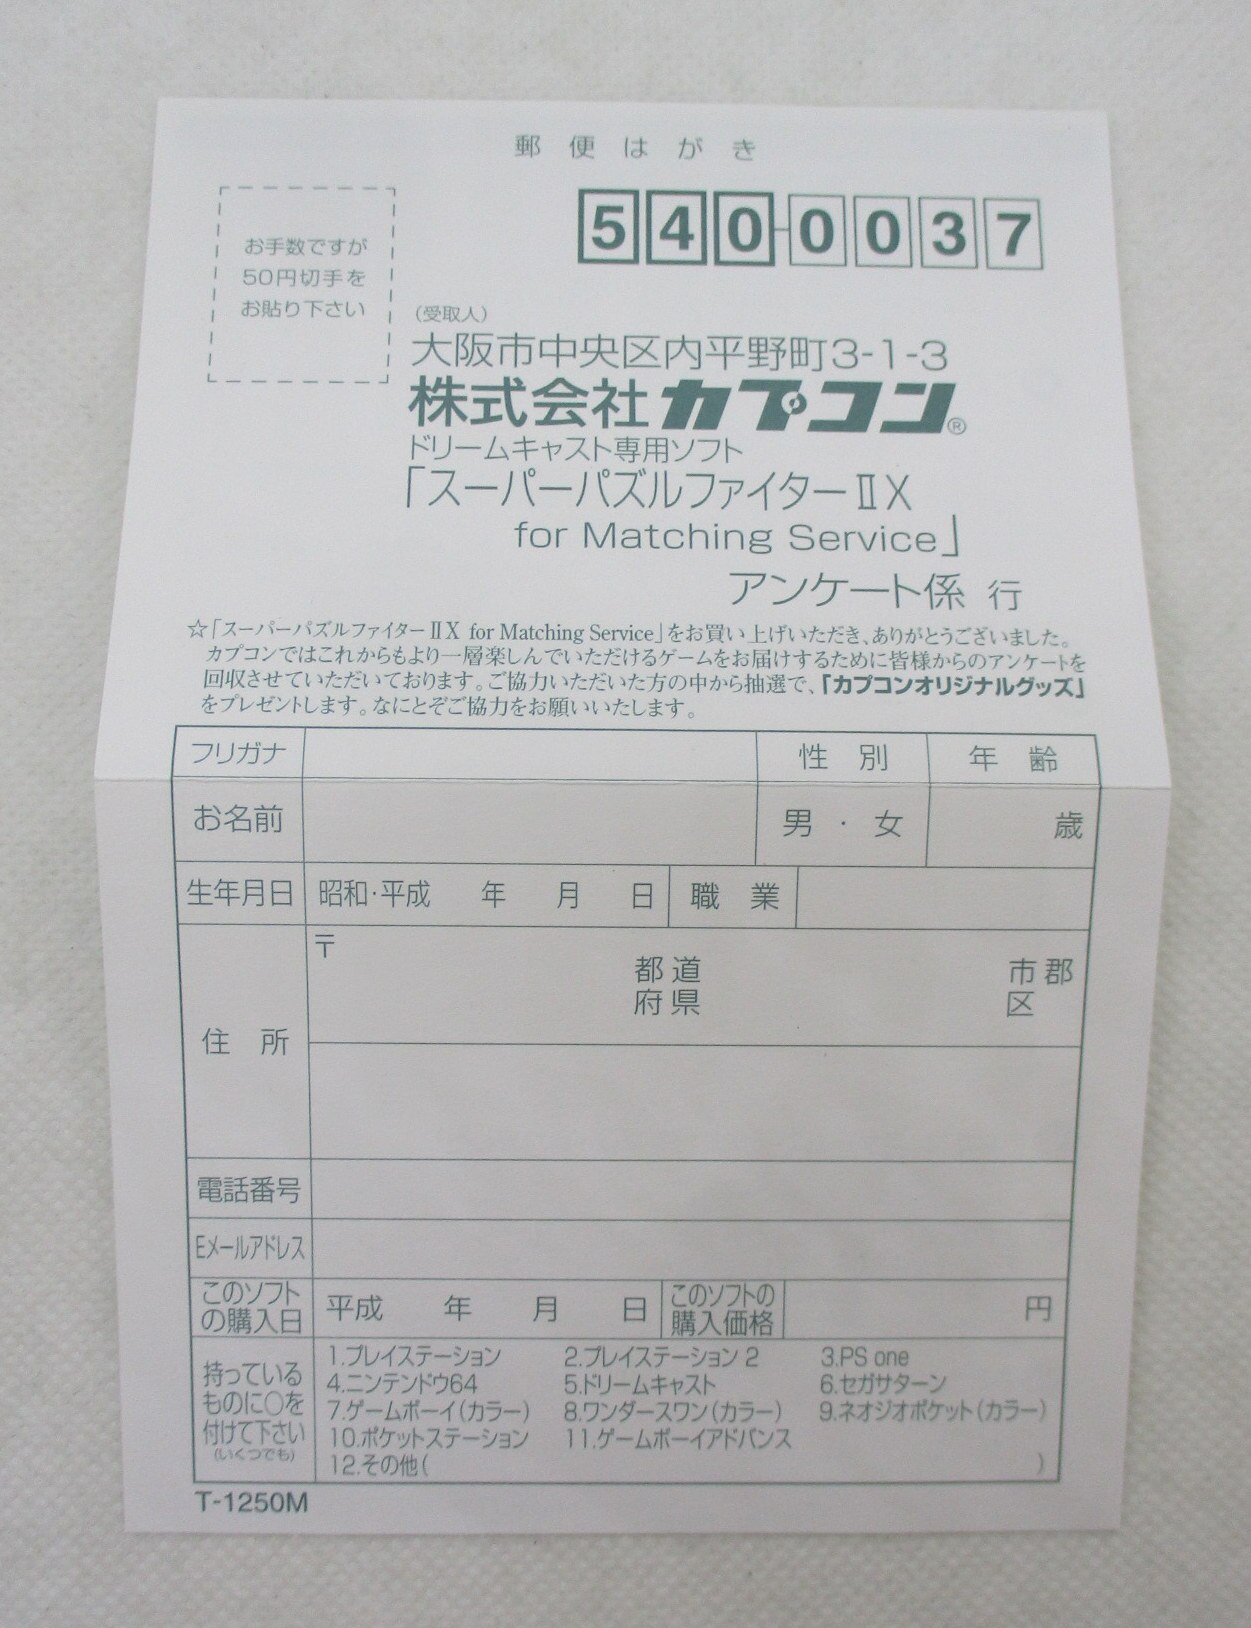 郵便はがき
お手数ですが
50円切手を
お貼り下さい
540-0037
(受取人)
大阪市中央区内平野町3-1-3
株式会社カプコン®
ドリームキャスト専用ソフト
「スーパーパズルファイターⅡX
for Matching Service」
アンケート係 行
☆「スーパーパズルファイターⅡX for Matching Service」をお買い上げいただき、ありがとうございました。
カプコンではこれからもより一層楽しんでいただけるゲームをお届けするために皆様からのアンケートを
回収させていただいております。ご協力いただいた方の中から抽選で、「カプコンオリジナルグッズ」
をプレゼントします。なにとぞご協力をお願いいたします。
フリガナ 性別 年齢
お名前 男・女 歳
生年月日 昭和・平成 年 月 日 職業
〒 都道 市郡
府県 区
住所
電話番号
Eメールアドレス
このソフト
の購入日 平成 年 月 日 このソフトの
購入価格 円
持っている
ものに○を
付けて下さい
(いくつでも)
1.プレイステーション 2.プレイステーション2 3.PS one
4.ニンテンドウ64 5.ドリームキャスト 6.セガサターン
7.ゲームボーイ(カラー) 8.ワンダースワン(カラー) 9.ネオジオポケット(カラー)
10.ポケットステーション 11.ゲームボーイアドバンス
12.その他( )
T-1250M